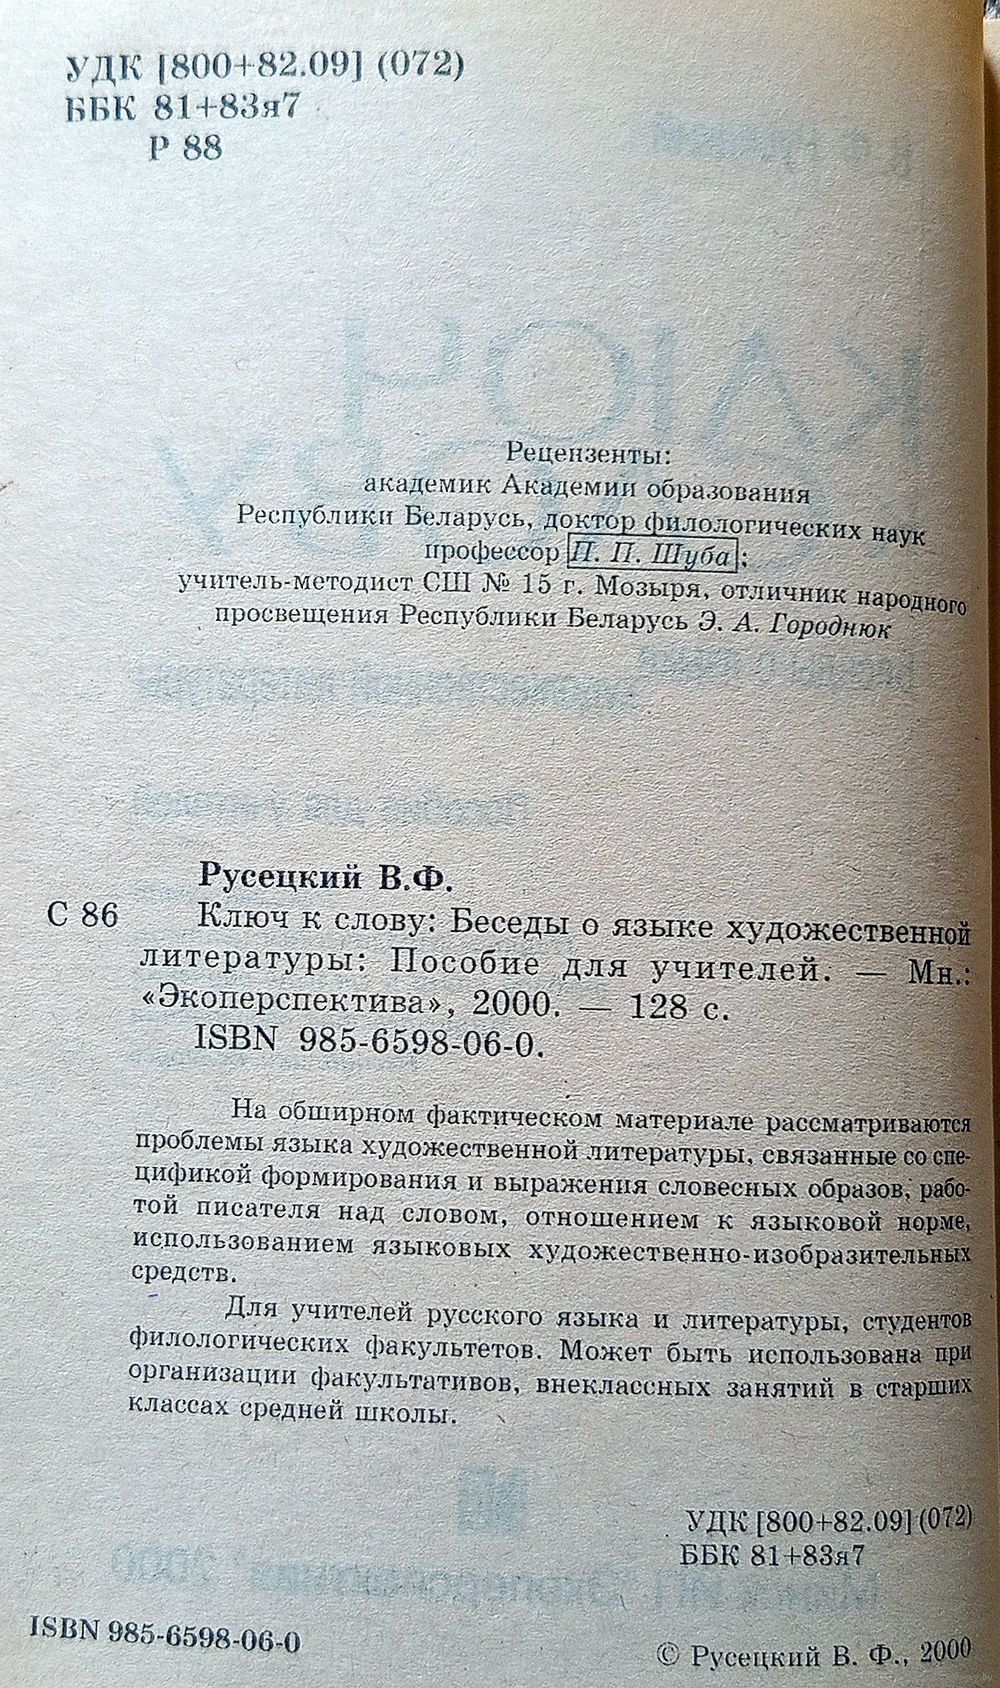 УДК [800+82.09] (072)
ББК 81+83я7
Р 88
Рецензенты:
академик Академии образования
Республики Беларусь, доктор филологических наук
профессор П. П. Шуба;
учитель-методист СШ № 15 г. Мозыря, отличник народного
просвещения Республики Беларусь Э. А. Городнюк
Русецкий В.Ф.
С 86 Ключ к слову: Беседы о языке художественной
литературы: Пособие для учителей. — Мн.:
«Экоперспектива», 2000. — 128 с.
ISBN 985-6598-06-0.
На обширном фактическом материале рассматриваются
проблемы языка художественной литературы, связанные со спе-
цификой формирования и выражения словесных образов, рабо-
той писателя над словом, отношением к языковой норме,
использованием языковых художественно-изобразительных
средств.
Для учителей русского языка и литературы, студентов
филологических факультетов. Может быть использована при
организации факультативов, внеклассных занятий в старших
классах средней школы.
УДК [800+82.09] (072)
ББК 81+83я7
ISBN 985-6598-06-0
© Русецкий В. Ф., 2000